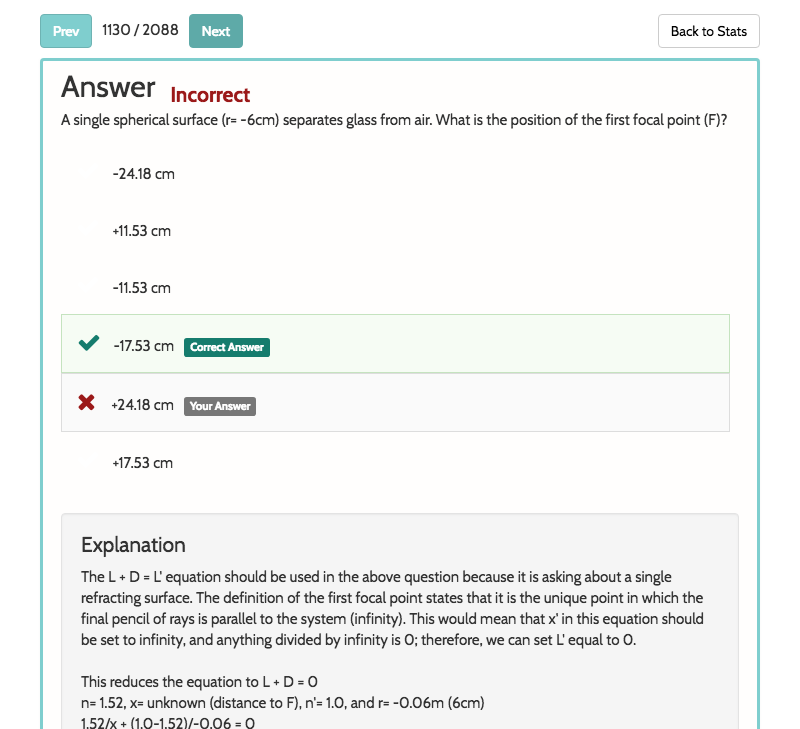 Prev 1130 / 2088 Next Back to Stats
Answer Incorrect
A single spherical surface (r= -6cm) separates glass from air. What is the position of the first focal point (F)?
-24.18 cm
+11.53 cm
-11.53 cm
-17.53 cm Correct Answer
+24.18 cm Your Answer
+17.53 cm
Explanation
The L + D = L' equation should be used in the above question because it is asking about a single
refracting surface. The definition of the first focal point states that it is the unique point in which the
final pencil of rays is parallel to the system (infinity). This would mean that x' in this equation should
be set to infinity, and anything divided by infinity is 0; therefore, we can set L' equal to 0.
This reduces the equation to L + D = 0
n= 1.52, x= unknown (distance to F), n'= 1.0, and r= -0.06m (6cm)
1.52/x + (1.0-1.52)/-0.06 = 0